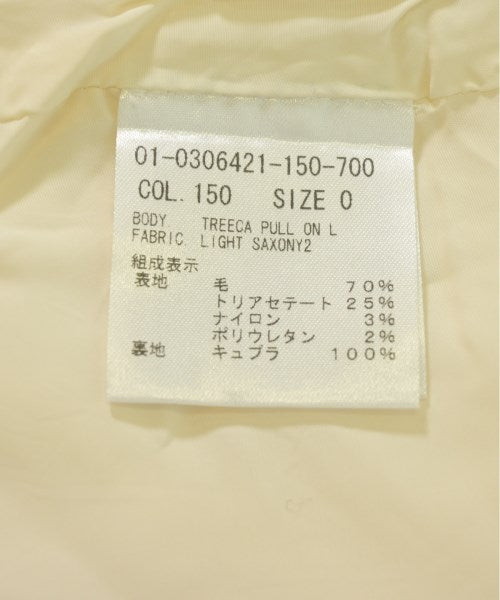 01-0306421-150-700
COL. 150 SIZE 0
BODY. TREECA PULL ON L
FABRIC. LIGHT SAXONY2
組成表示
表地 毛 70%
トリアセテート 25%
ナイロン 3%
ポリウレタン 2%
裏地 キュプラ 100%